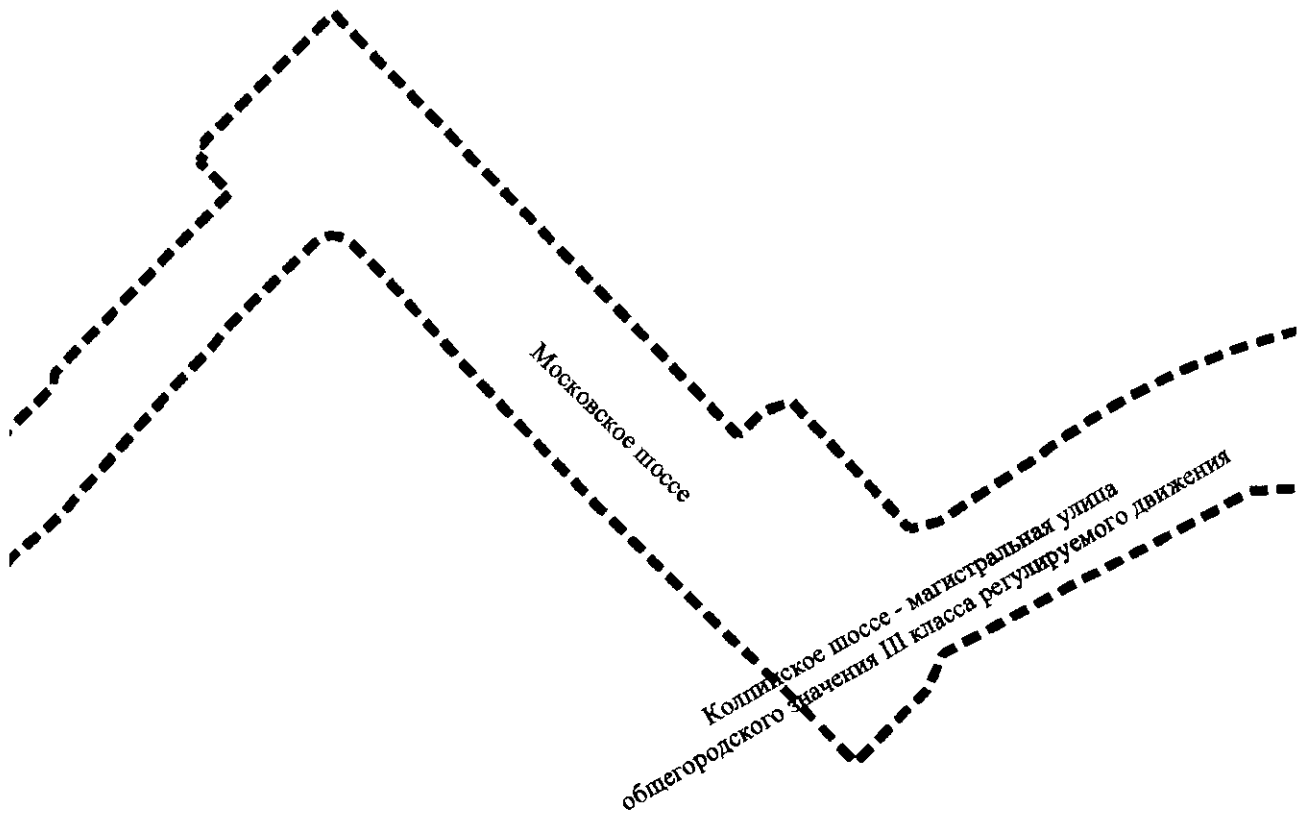 Московское шоссе
Колпинское шоссе - магистральная улица
общегородского значения III класса регулируемого движения